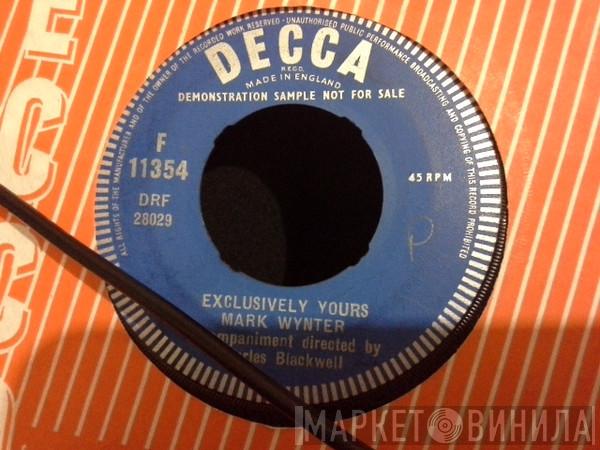 ALL RIGHTS OF THE MANUFACTURER AND OF THE OWNER OF THE RECORDED WORK RESERVED - UNAUTHORISED PUBLIC PERFORMANCE BROADCASTING AND COPYING OF THIS RECORD PROHIBITED
DECCA
REGD.
MADE IN ENGLAND
DEMONSTRATION SAMPLE NOT FOR SALE
F
11354
DRF
28029
45 RPM
P
EXCLUSIVELY YOURS
MARK WYNTER
directed by
Blackwell
МАРКЕТ ВИНИЛА